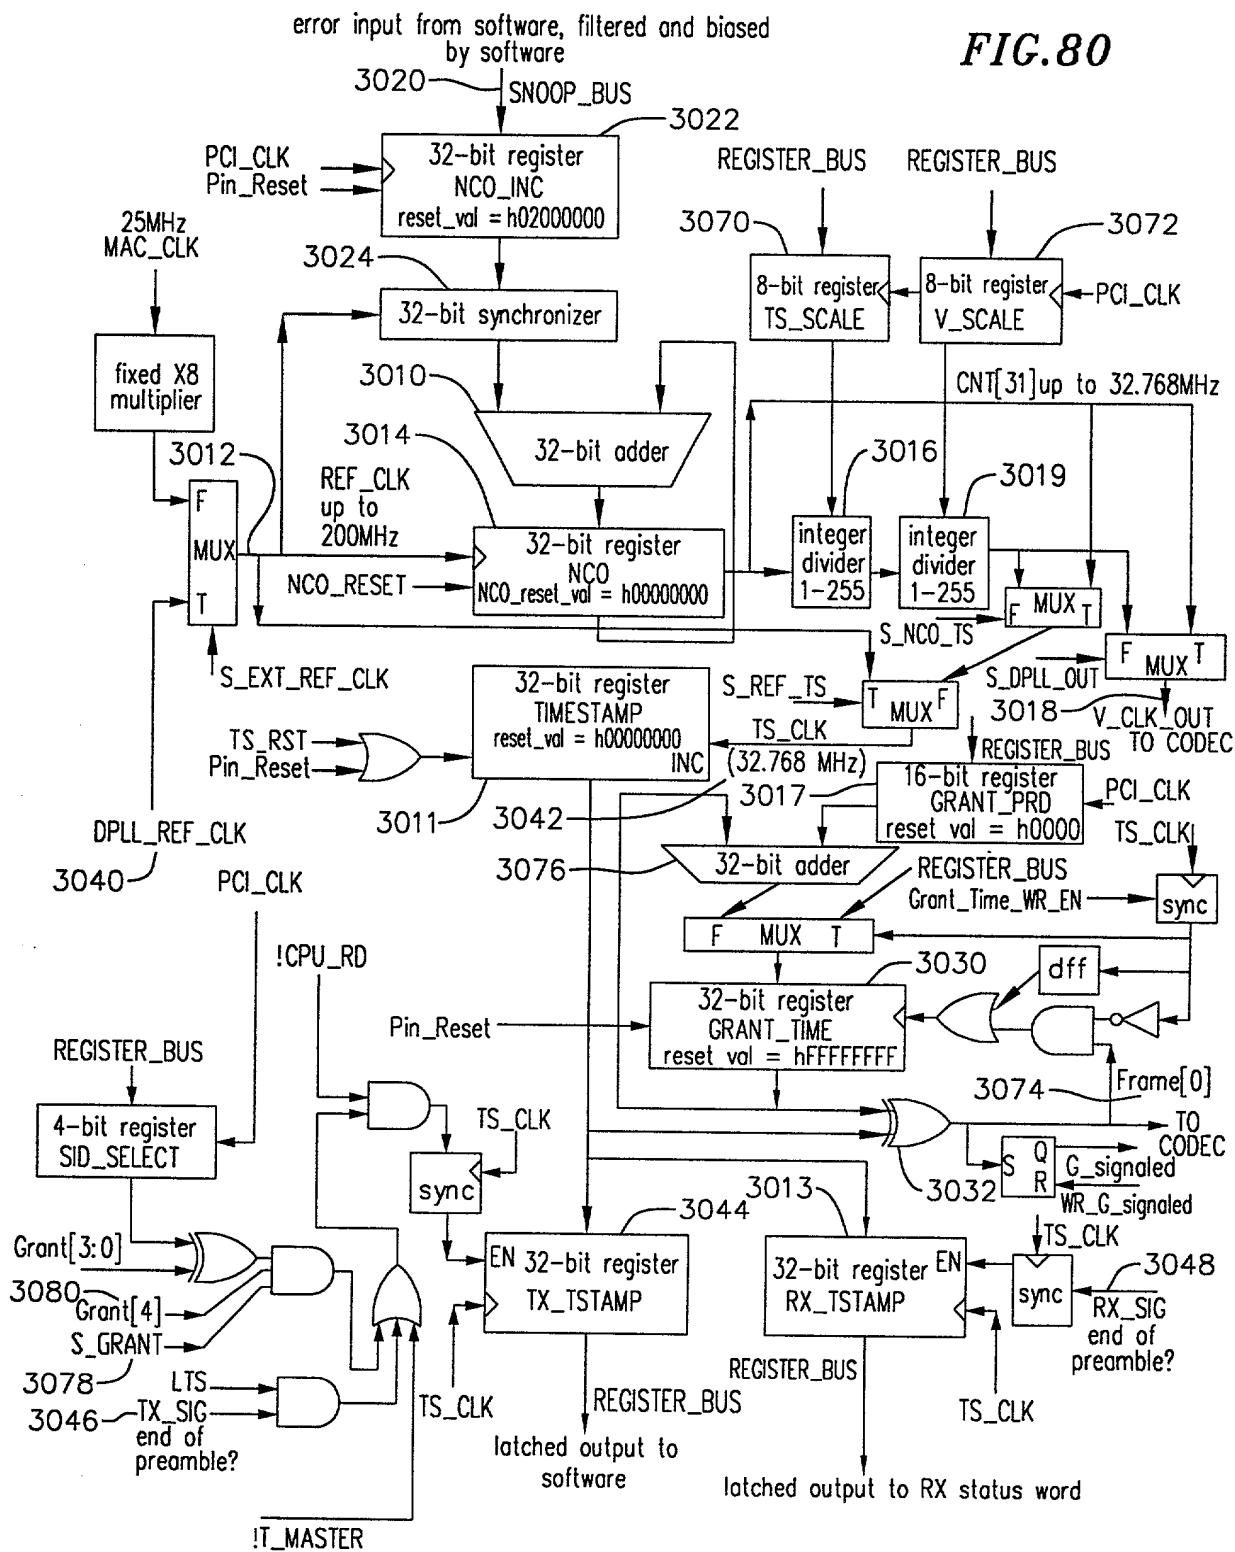 error input from software, filtered and biased
by software
FIG.80
3020
SNOOP_BUS
3022
PCI_CLK
Pin_Reset
32-bit register
NCO_INC
reset_val = h02000000
REGISTER_BUS
REGISTER_BUS
3070
3072
25MHz
MAC_CLK
3024
32-bit synchronizer
8-bit register
TS_SCALE
8-bit register
V_SCALE
PCI_CLK
fixed X8
multiplier
3010
32-bit adder
CNT[31]up to 32.768MHz
3012
3014
3016
3019
REF_CLK
up to
200MHz
F
MUX
T
NCO_RESET
32-bit register
NCO
NCO_reset_val = h00000000
integer
divider
1-255
integer
divider
1-255
S_NCO_TS
F MUX T
S_EXT_REF_CLK
S_REF_TS
T MUX F
S_DPLL_OUT
F MUX T
3018
V_CLK_OUT
TO CODEC
32-bit register
TIMESTAMP
reset_val = h00000000
INC
TS_RST
Pin_Reset
TS_CLK
(32.768 MHz)
REGISTER_BUS
3011
3042
3017
16-bit register
GRANT_PRD
reset val = h0000
PCI_CLK
TS_CLK
DPLL_REF_CLK
3040
PCI_CLK
3076
32-bit adder
REGISTER_BUS
Grant_Time_WR_EN
sync
F MUX T
!CPU_RD
3030
dff
32-bit register
GRANT_TIME
reset val = hFFFFFFFF
Pin_Reset
REGISTER_BUS
3074
Frame[0]
4-bit register
SID_SELECT
TS_CLK
TO
CODEC
sync
3032
S Q
R
G_signaled
WR_G_signaled
3013
3044
TS_CLK
Grant[3:0]
3080
Grant[4]
S_GRANT
3078
EN 32-bit register
TX_TSTAMP
32-bit register EN
RX_TSTAMP
sync
3048
RX_SIG
end of
preamble?
LTS
3046
TX_SIG
end of
preamble?
TS_CLK
REGISTER_BUS
REGISTER_BUS
TS_CLK
latched output to
software
latched output to RX status word
!T_MASTER